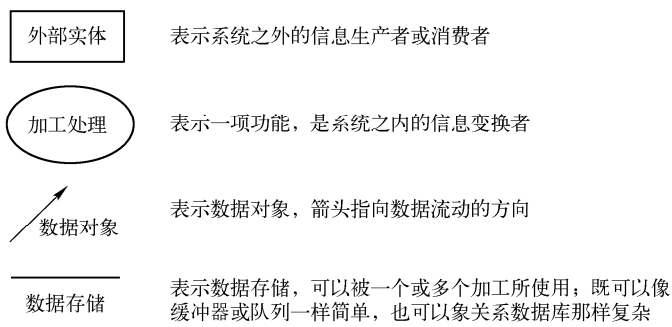 外部实体 表示系统之外的信息生产者或消费者
加工处理 表示一项功能，是系统之内的信息变换者
数据对象 表示数据对象，箭头指向数据流动的方向
数据存储 表示数据存储，可以被一个或多个加工所使用；既可以像
缓冲器或队列一样简单，也可以象关系数据库那样复杂